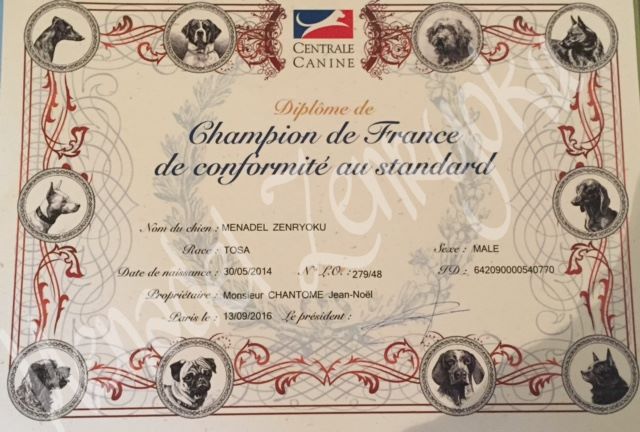 CENTRALE
CANINE
Diplôme de
Champion de France
de conformité au standard
Nom du chien : MENADEL ZENRYOKU
Race : TOSA Sexe : MALE
Date de naissance : 30/05/2014 N° L.O. : 279/48 ID : 642090000540770
Propriétaire : Monsieur CHANTOME Jean-Noël
Paris le : 13/09/2016 Le président :
Menadel Zenryoku